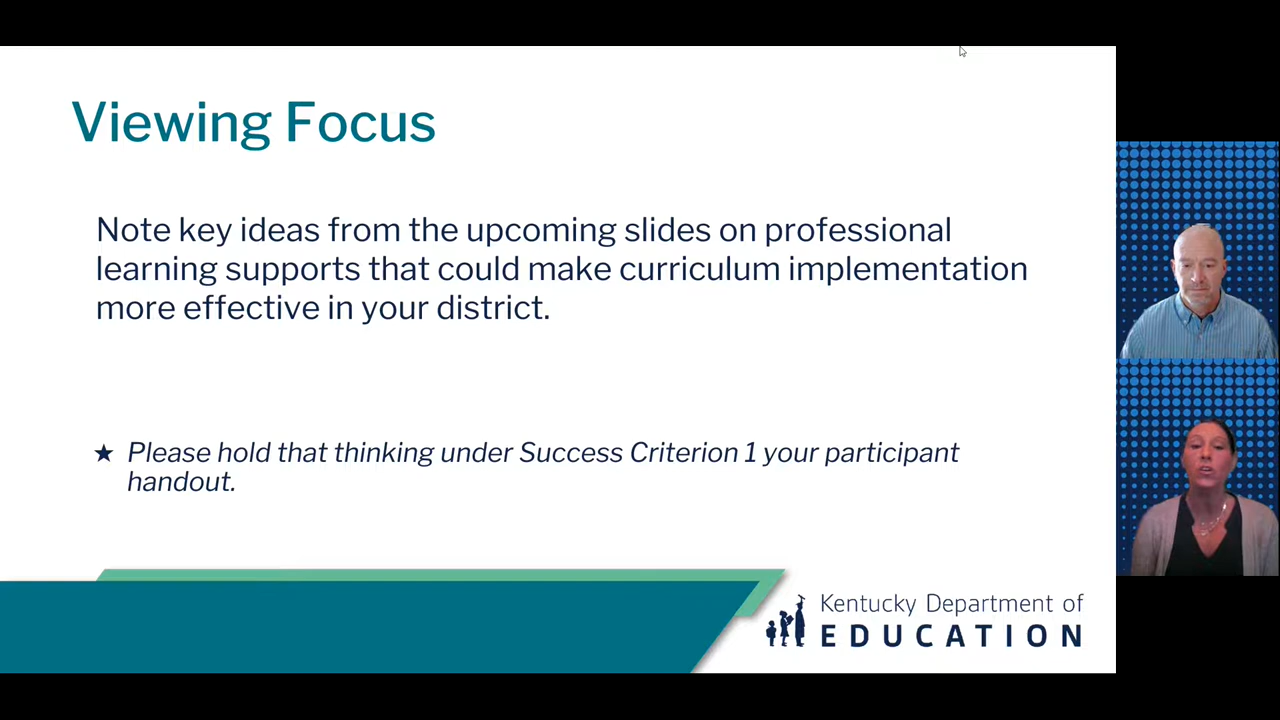 Viewing Focus
Note key ideas from the upcoming slides on professional
learning supports that could make curriculum implementation
more effective in your district.
★ Please hold that thinking under Success Criterion 1 your participant
handout.
Kentucky Department of
EDUCATION